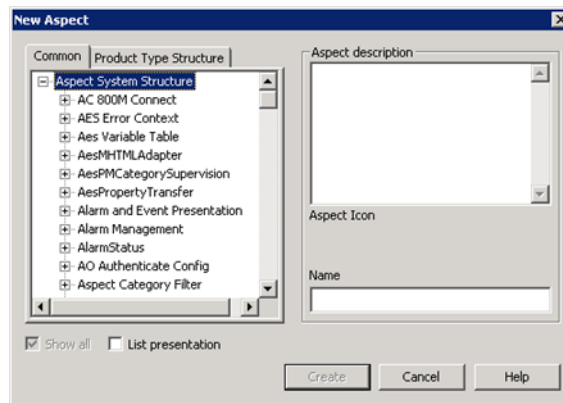 New Aspect
Common
Product Type Structure
Aspect System Structure
AC 800M Connect
AES Error Context
Aes Variable Table
AesMHTMLAdapter
AesPMCategorySupervision
AesPropertyTransfer
Alarm and Event Presentation
Alarm Management
AlarmStatus
AO Authenticate Config
Aspect Category Filter
Show all
List presentation
Aspect description
Aspect Icon
Name
Create
Cancel
Help